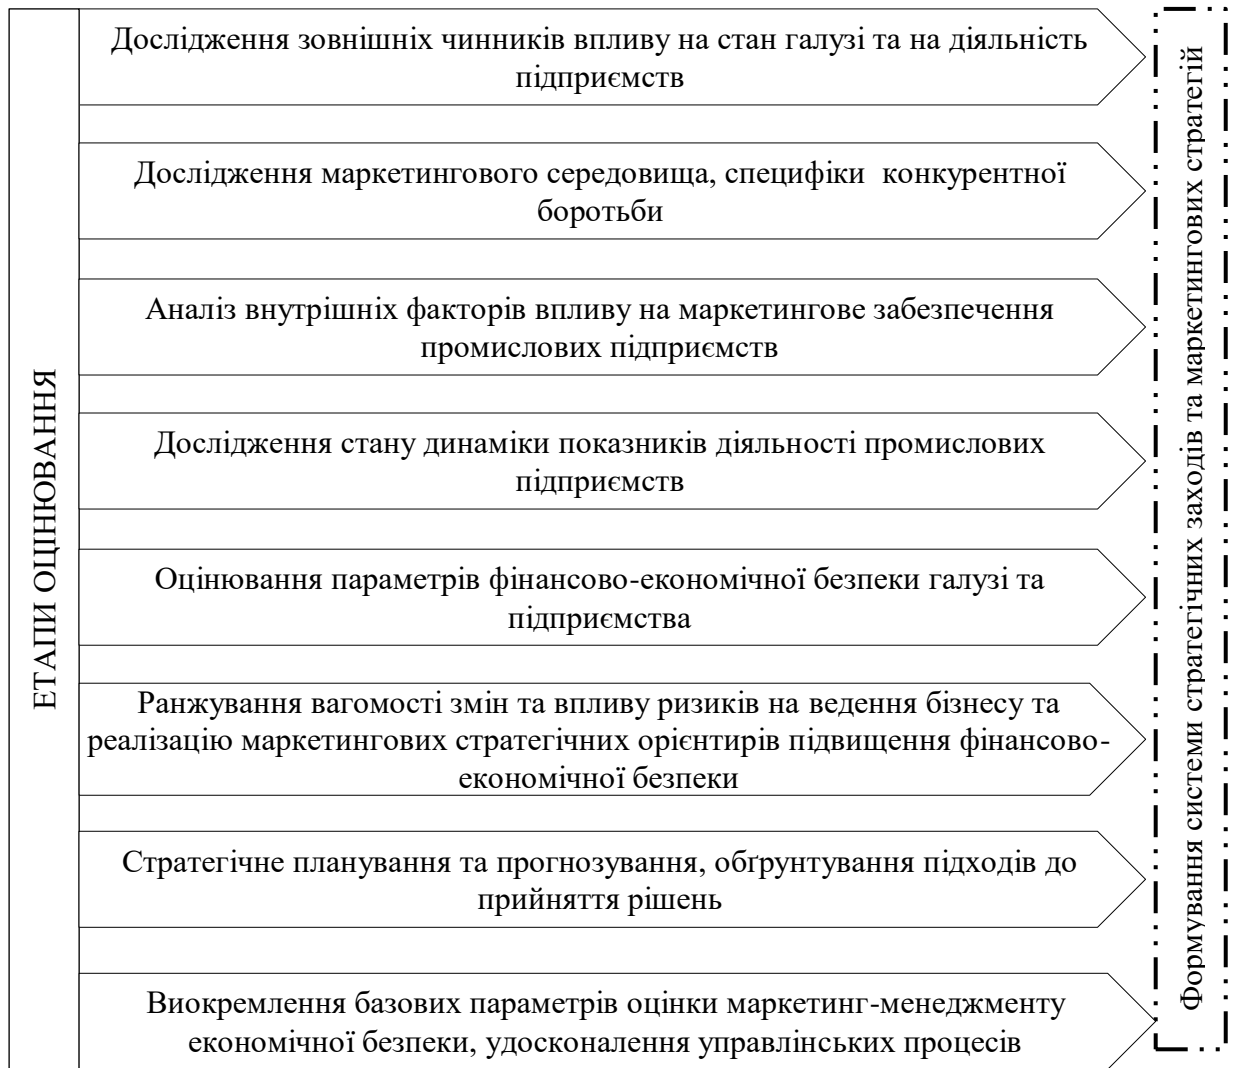 ЕТАПИ ОЦІНЮВАННЯ
Дослідження зовнішніх чинників впливу на стан галузі та на діяльність
підприємств
Дослідження маркетингового середовища, специфіки конкурентної
боротьби
Аналіз внутрішніх факторів впливу на маркетингове забезпечення
промислових підприємств
Дослідження стану динаміки показників діяльності промислових
підприємств
Оцінювання параметрів фінансово-економічної безпеки галузі та
підприємства
Ранжування вагомості змін та впливу ризиків на ведення бізнесу та
реалізацію маркетингових стратегічних орієнтирів підвищення фінансово-
економічної безпеки
Стратегічне планування та прогнозування, обґрунтування підходів до
прийняття рішень
Виокремлення базових параметрів оцінки маркетинг-менеджменту
економічної безпеки, удосконалення управлінських процесів
Формування системи стратегічних заходів та маркетингових стратегій